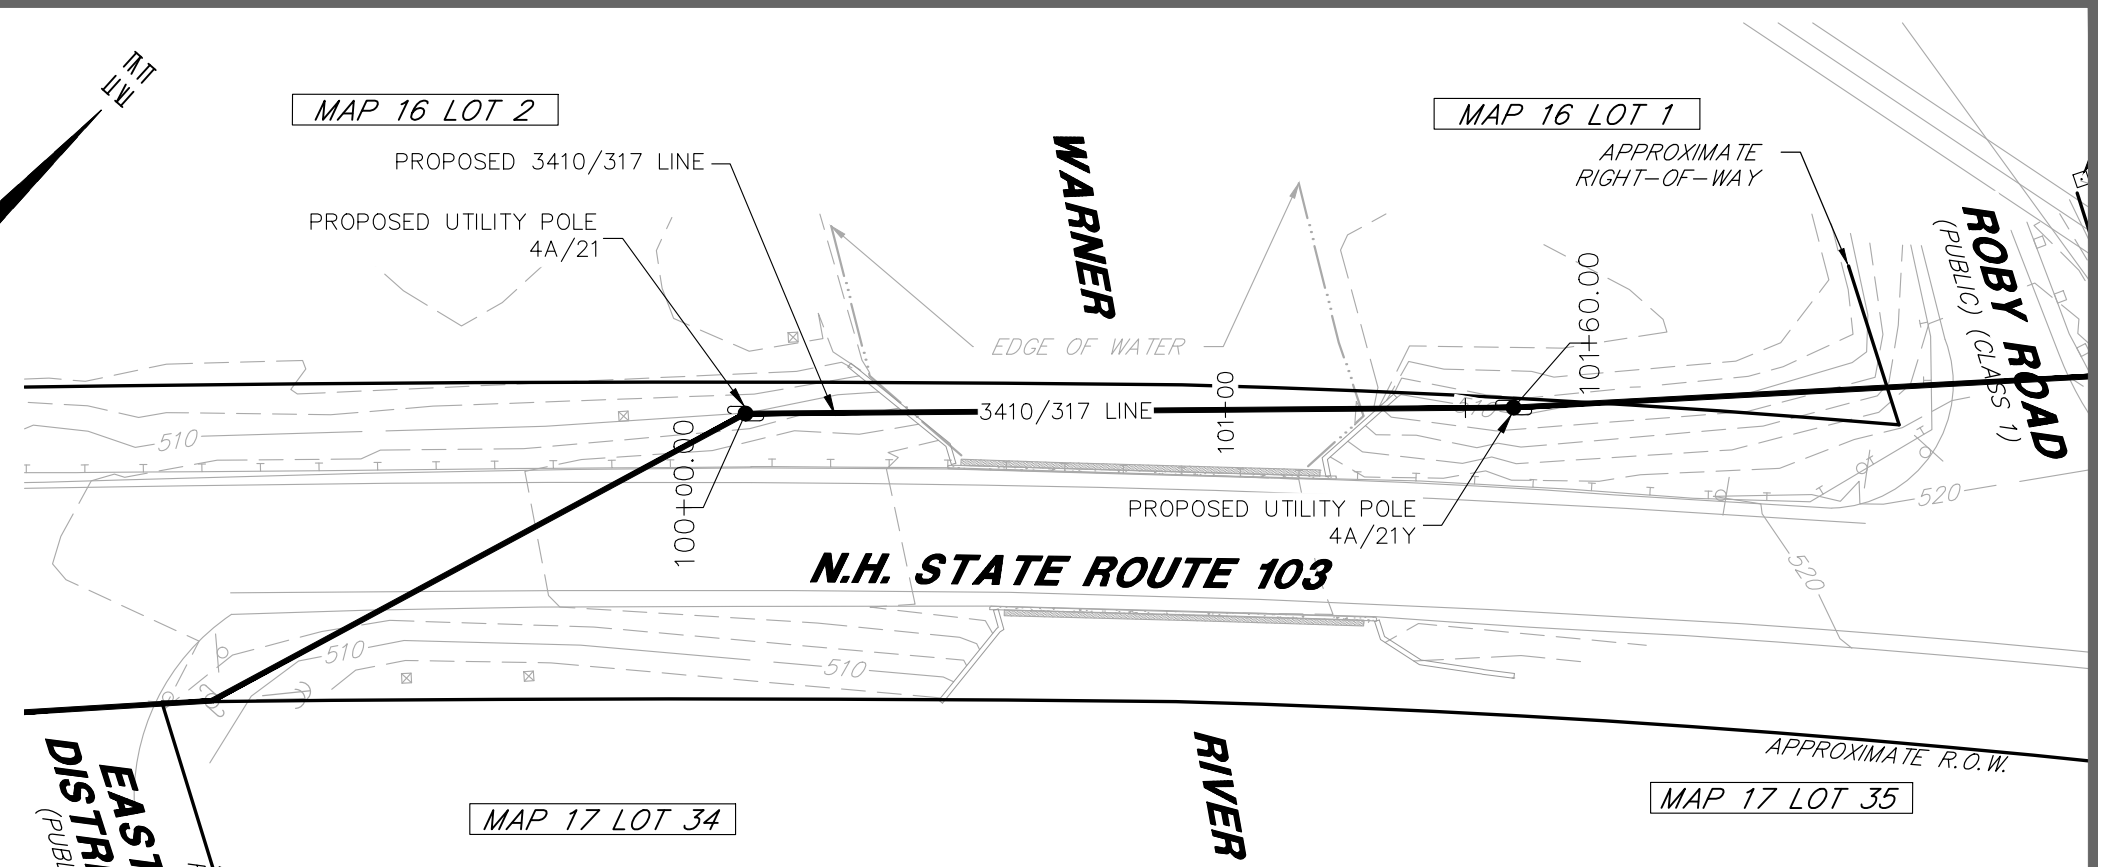 MAP 16 LOT 2
MAP 16 LOT 1
PROPOSED 3410/317 LINE
APPROXIMATE
RIGHT-OF-WAY
PROPOSED UTILITY POLE
4A/21
WARNER
ROBY ROAD
(PUBLIC) (CLASS 1)
EDGE OF WATER
101+60.00
3410/317 LINE
101+00
510
100+00.00
520
PROPOSED UTILITY POLE
4A/21Y
N.H. STATE ROUTE 103
520
510
510
APPROXIMATE R.O.W.
RIVER
EAST
MAP 17 LOT 34
MAP 17 LOT 35